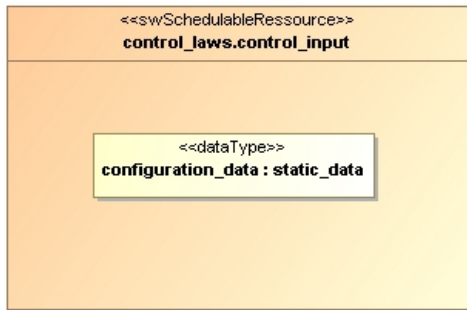 <<swSchedulableRessource>>
control_laws.control_input
<<dataType>>
configuration_data : static_data